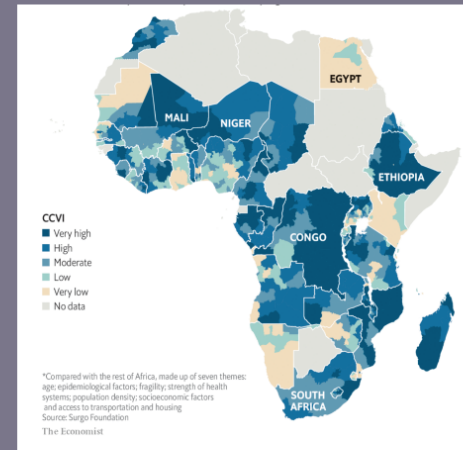 EGYPT
MALI
NIGER
ETHIOPIA
CONGO
CCVI
Very high
High
Moderate
Low
Very low
No data
SOUTH
AFRICA
*Compared with the rest of Africa, made up of seven themes:
age; epidemiological factors; fragility; strength of health
systems; population density; socioeconomic factors
and access to transportation and housing
Source: Surgo Foundation
The Economist